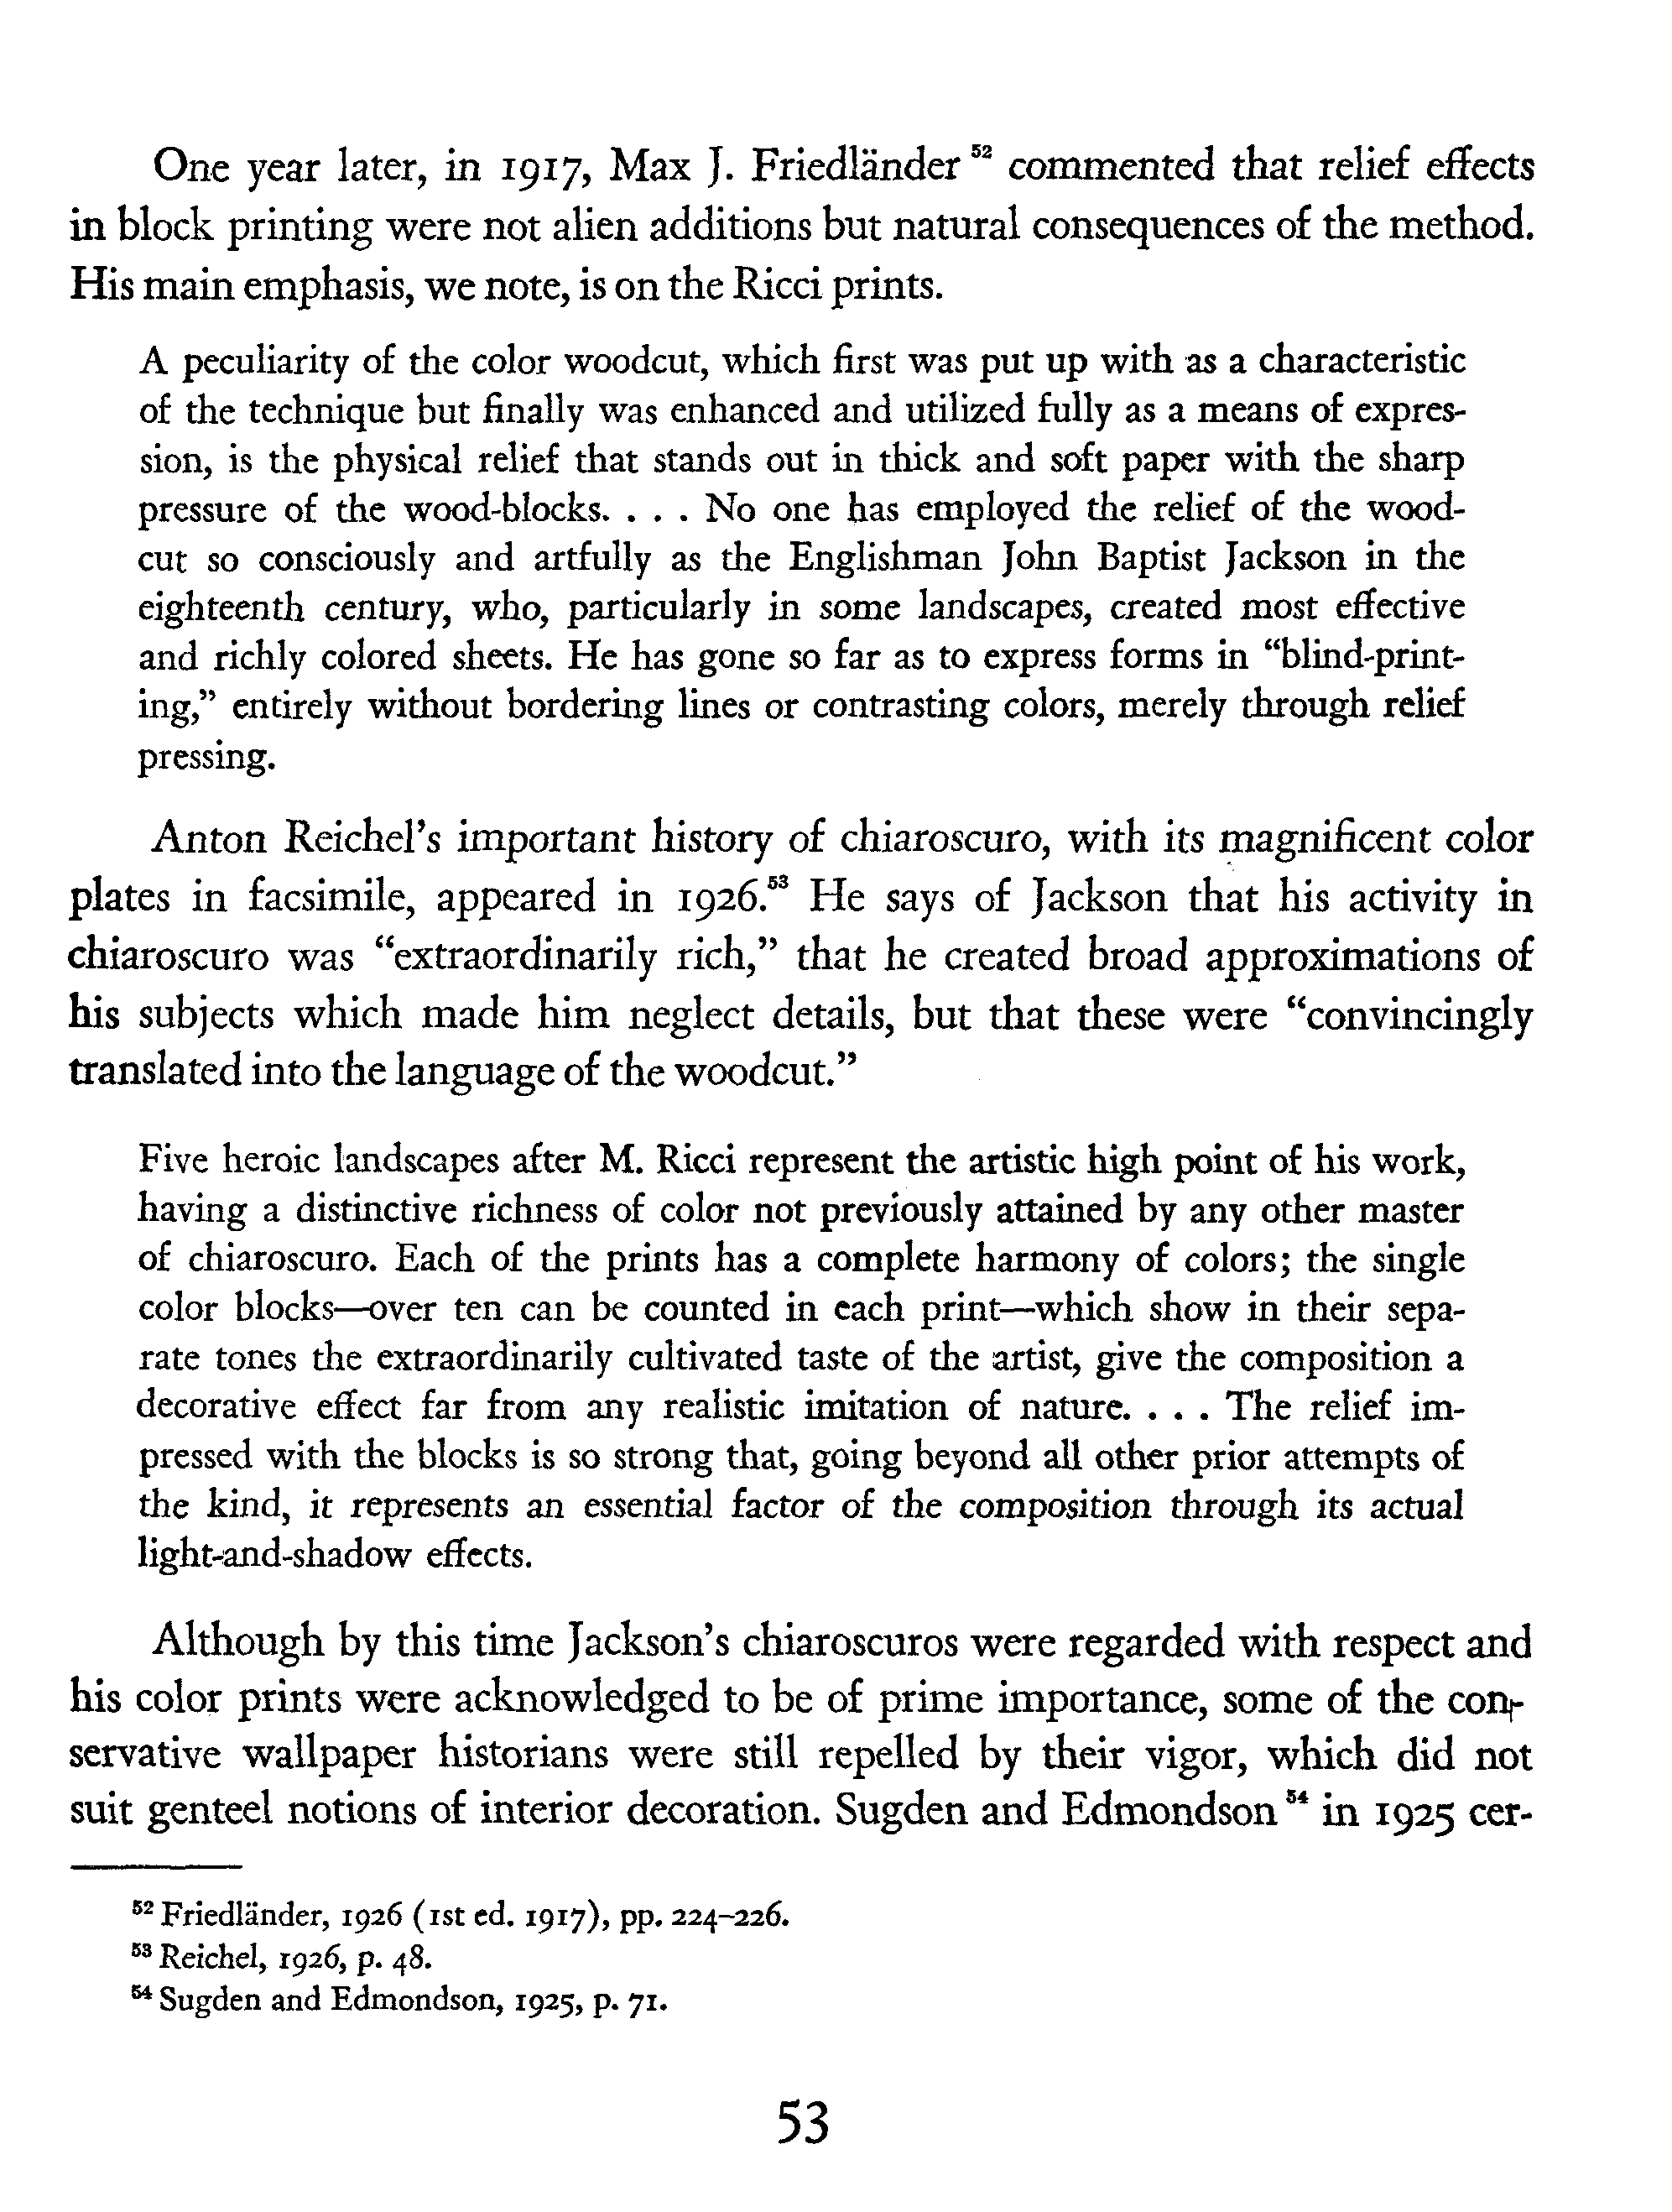 One year later, in 1917, Max J. Friedländer ⁵² commented that relief effects
in block printing were not alien additions but natural consequences of the method.
His main emphasis, we note, is on the Ricci prints.
A peculiarity of the color woodcut, which first was put up with as a characteristic
of the technique but finally was enhanced and utilized fully as a means of expres-
sion, is the physical relief that stands out in thick and soft paper with the sharp
pressure of the wood-blocks. . . . No one has employed the relief of the wood-
cut so consciously and artfully as the Englishman John Baptist Jackson in the
eighteenth century, who, particularly in some landscapes, created most effective
and richly colored sheets. He has gone so far as to express forms in “blind-print-
ing,” entirely without bordering lines or contrasting colors, merely through relief
pressing.
Anton Reichel’s important history of chiaroscuro, with its magnificent color
plates in facsimile, appeared in 1926.⁵³ He says of Jackson that his activity in
chiaroscuro was “extraordinarily rich,” that he created broad approximations of
his subjects which made him neglect details, but that these were “convincingly
translated into the language of the woodcut.”
Five heroic landscapes after M. Ricci represent the artistic high point of his work,
having a distinctive richness of color not previously attained by any other master
of chiaroscuro. Each of the prints has a complete harmony of colors; the single
color blocks—over ten can be counted in each print—which show in their sepa-
rate tones the extraordinarily cultivated taste of the artist, give the composition a
decorative effect far from any realistic imitation of nature. . . . The relief im-
pressed with the blocks is so strong that, going beyond all other prior attempts of
the kind, it represents an essential factor of the composition through its actual
light-and-shadow effects.
Although by this time Jackson’s chiaroscuros were regarded with respect and
his color prints were acknowledged to be of prime importance, some of the con-
servative wallpaper historians were still repelled by their vigor, which did not
suit genteel notions of interior decoration. Sugden and Edmondson ⁵⁴ in 1925 cer-
⁵² Friedländer, 1926 (1st ed. 1917), pp. 224–226.
⁵³ Reichel, 1926, p. 48.
⁵⁴ Sugden and Edmondson, 1925, p. 71.
53